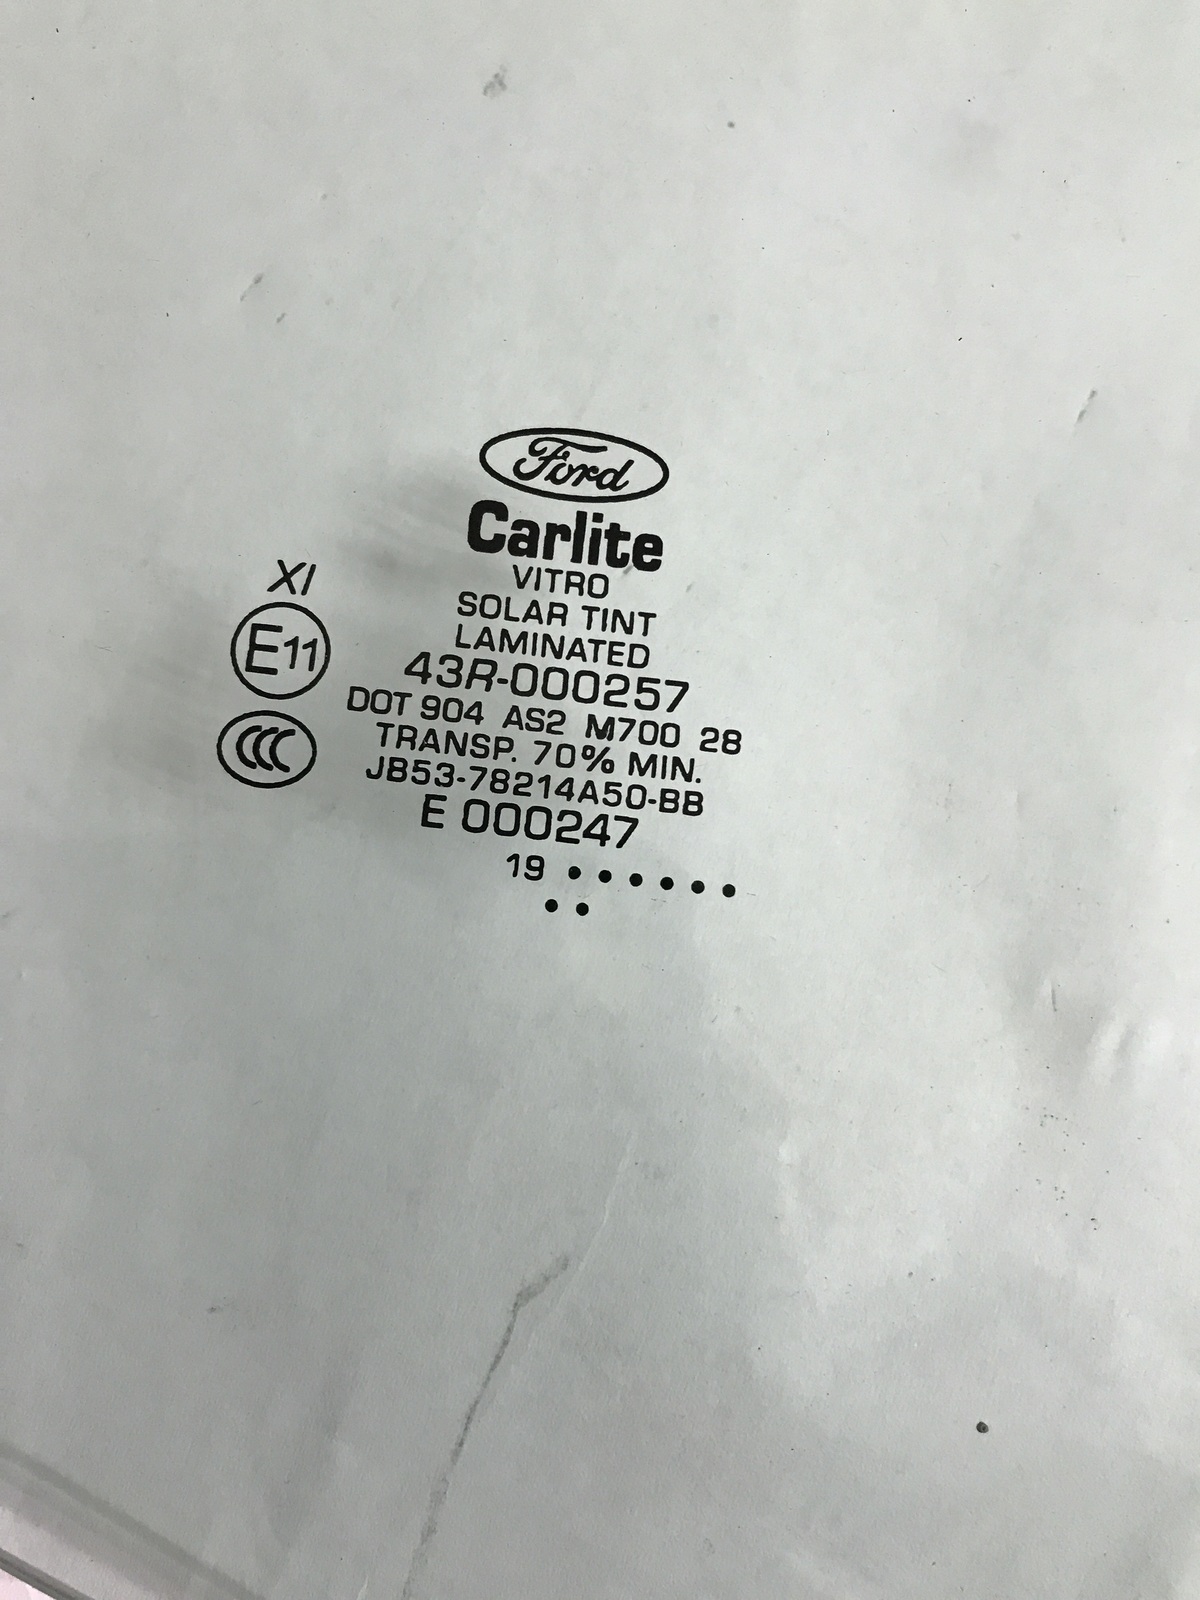 Ford
Carlite
VITRO
SOLAR TINT
LAMINATED
XI
E11
43R-000257
DOT 904 AS2 M700 28
CCC
TRANSP. 70% MIN.
JB53-78214A50-BB
E 000247
19 ••••••
••